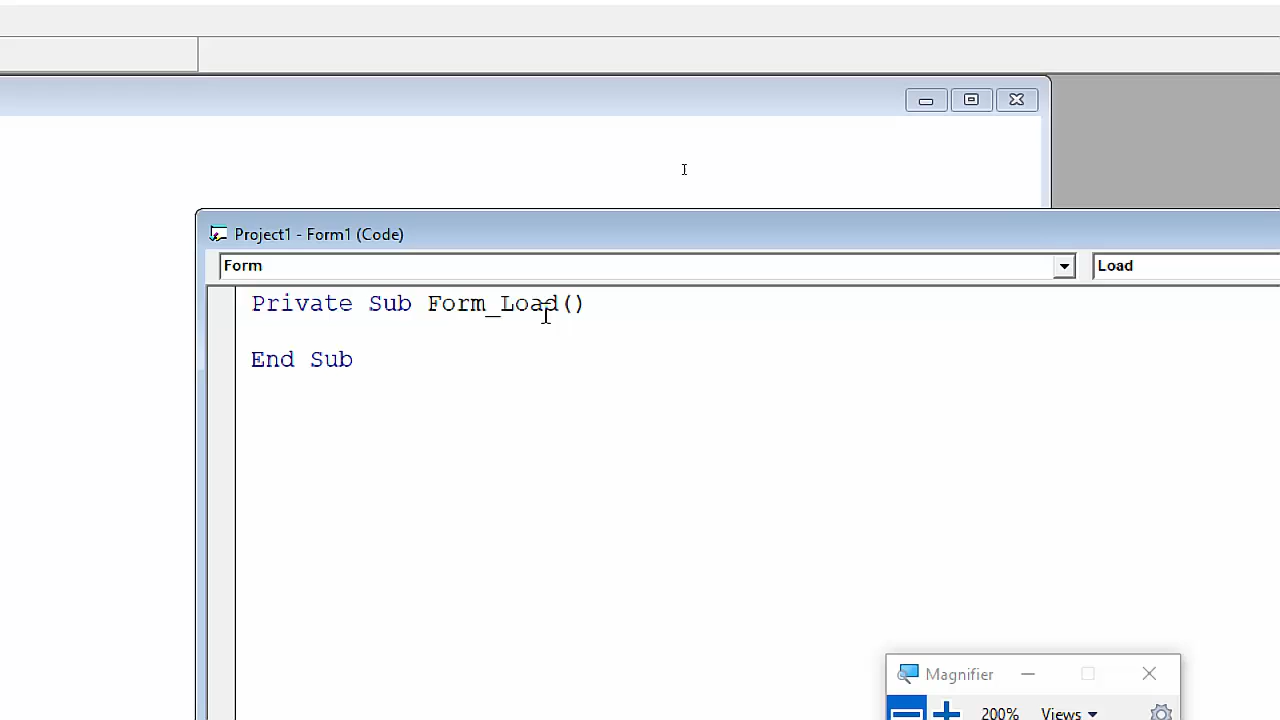 Project1 - Form1 (Code)
Form Load
Private Sub Form_Load()
End Sub
Magnifier
200% Views